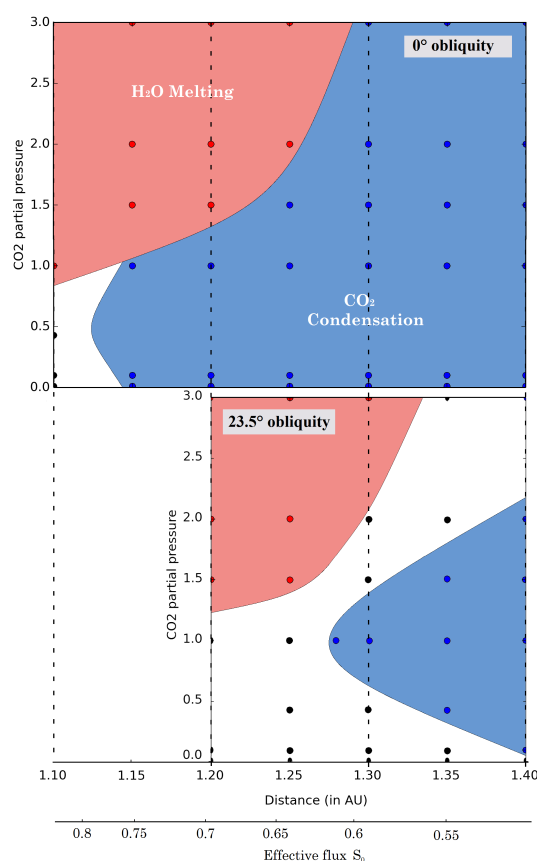 3.0
0° obliquity
2.5
H₂O Melting
2.0
CO2 partial pressure
1.5
1.0
CO₂
Condensation
0.5
0.0
3.0
23.5° obliquity
2.5
2.0
CO2 partial pressure
1.5
1.0
0.5
0.0
1.10 1.15 1.20 1.25 1.30 1.35 1.40
Distance (in AU)
0.8 0.75 0.7 0.65 0.6 0.55
Effective flux S₀